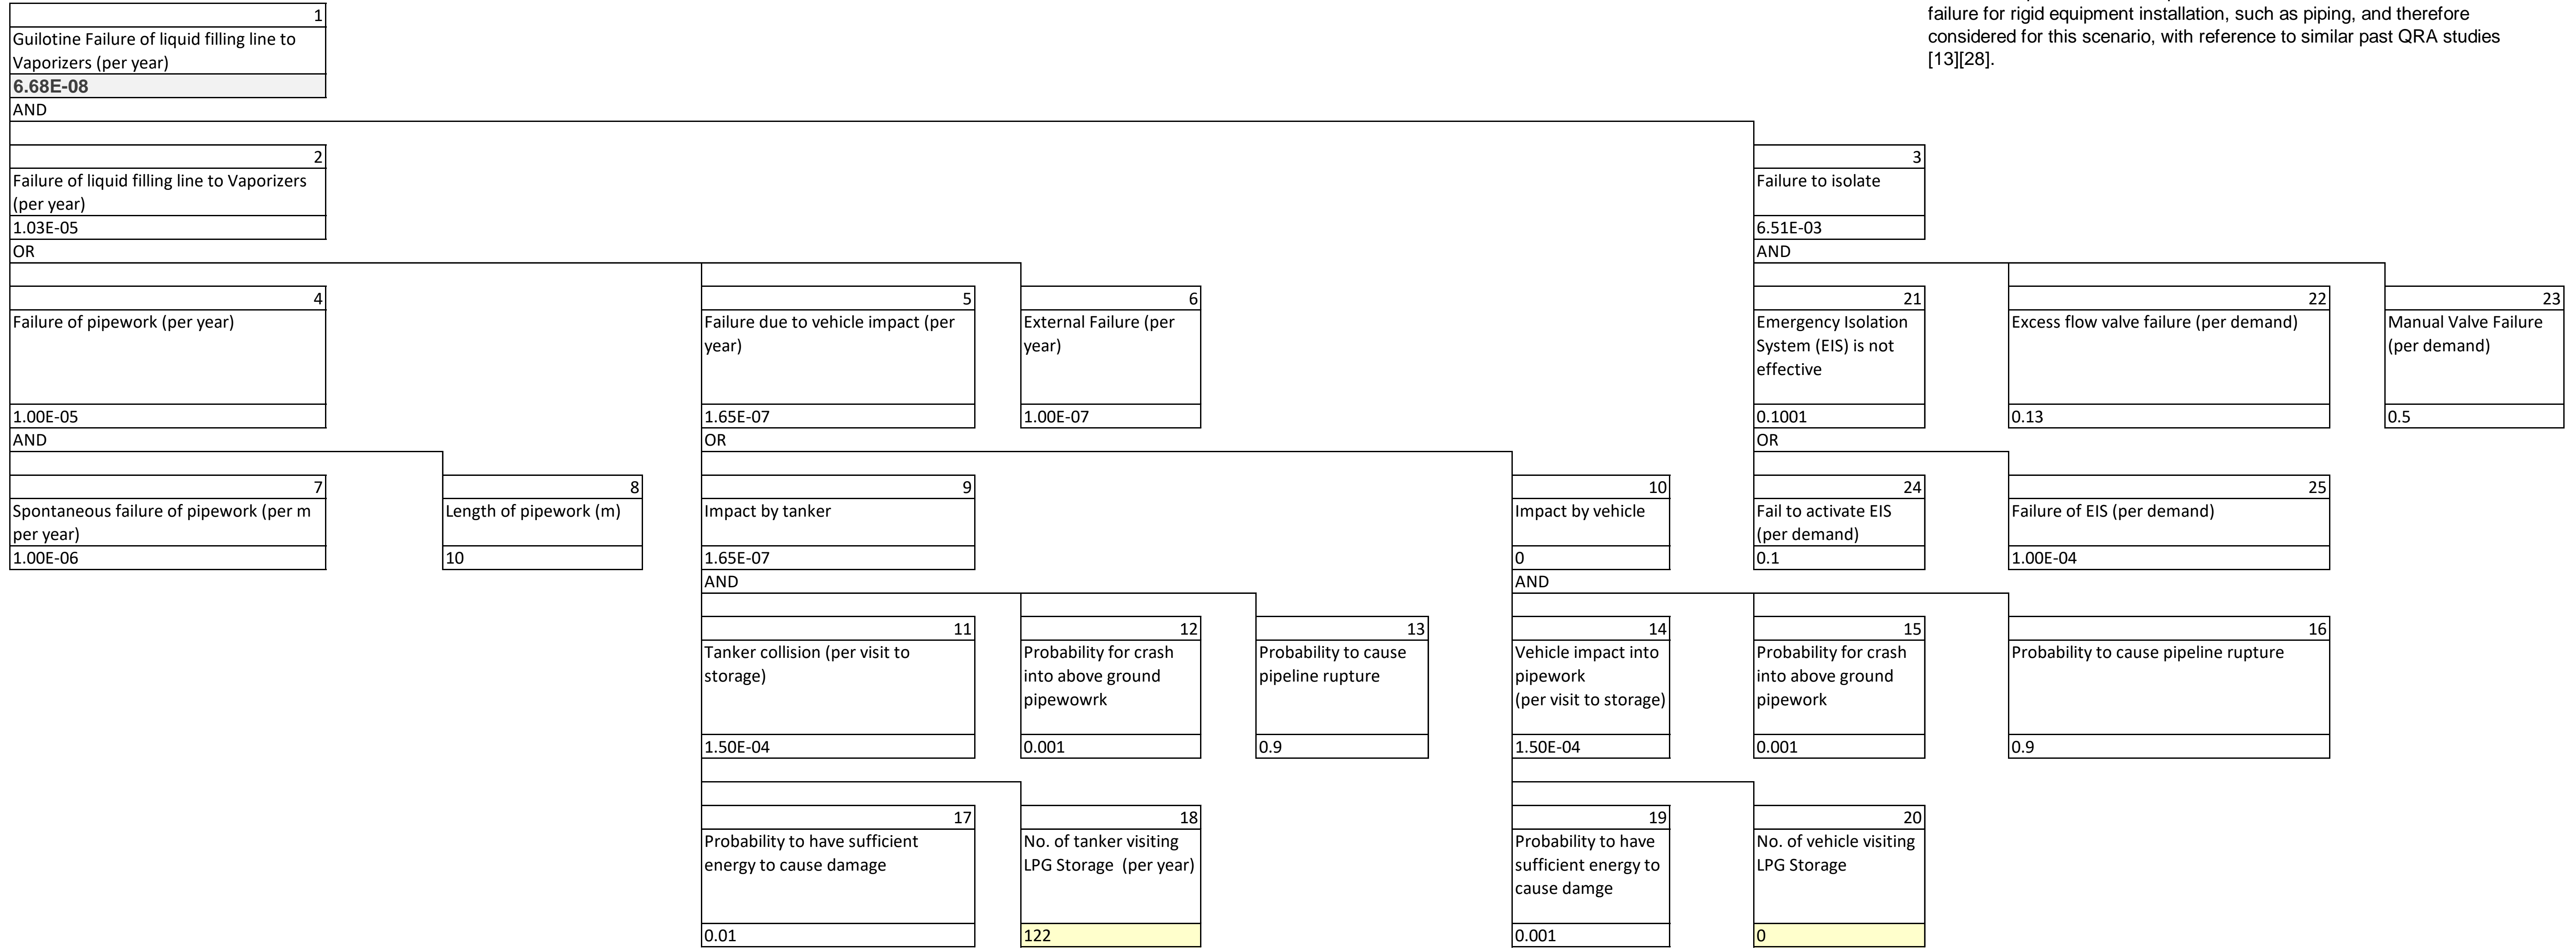 failure for rigid equipment installation, such as piping, and therefore
considered for this scenario, with reference to similar past QRA studies
[13][28].
1
Guilotine Failure of liquid filling line to
Vaporizers (per year)
6.68E-08
AND
2
Failure of liquid filling line to Vaporizers
(per year)
1.03E-05
OR
3
Failure to isolate
6.51E-03
AND
4
Failure of pipework (per year)
1.00E-05
AND
5
Failure due to vehicle impact (per
year)
1.65E-07
OR
6
External Failure (per
year)
1.00E-07
21
Emergency Isolation
System (EIS) is not
effective
0.1001
OR
22
Excess flow valve failure (per demand)
0.13
23
Manual Valve Failure
(per demand)
0.5
7
Spontaneous failure of pipework (per m
per year)
1.00E-06
8
Length of pipework (m)
10
9
Impact by tanker
1.65E-07
AND
10
Impact by vehicle
0
AND
24
Fail to activate EIS
(per demand)
0.1
25
Failure of EIS (per demand)
1.00E-04
11
Tanker collision (per visit to
storage)
1.50E-04
12
Probability for crash
into above ground
pipewowrk
0.001
13
Probability to cause
pipeline rupture
0.9
14
Vehicle impact into
pipework
(per visit to storage)
1.50E-04
15
Probability for crash
into above ground
pipework
0.001
16
Probability to cause pipeline rupture
0.9
17
Probability to have sufficient
energy to cause damage
0.01
18
No. of tanker visiting
LPG Storage (per year)
122
19
Probability to have
sufficient energy to
cause damge
0.001
20
No. of vehicle visiting
LPG Storage
0